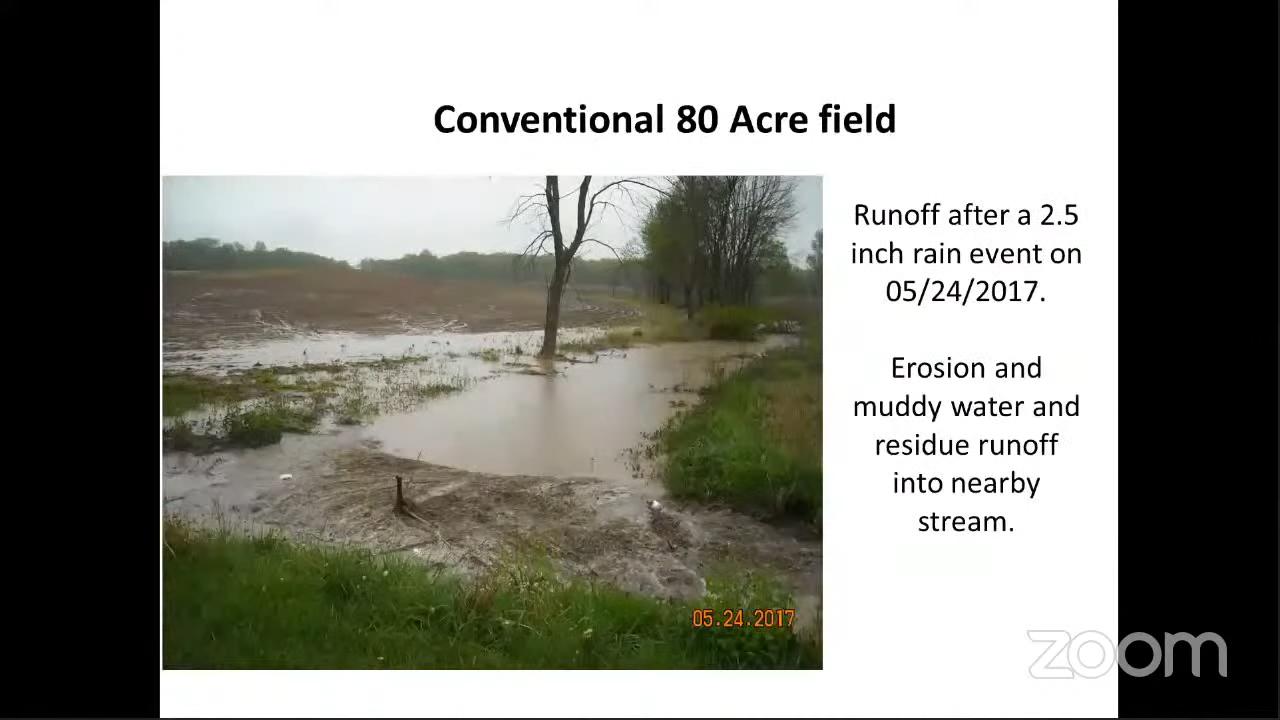 Conventional 80 Acre field
Runoff after a 2.5
inch rain event on
05/24/2017.
Erosion and
muddy water and
residue runoff
into nearby
stream.
05.24.2017
zoom